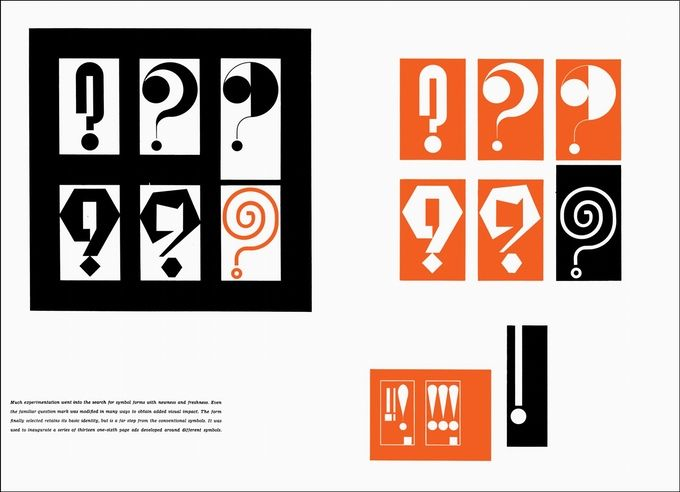 ? ? ?
? ? ?
? ? ?
? ? ?
!! !!!
!
Much experimentation went into the search for symbol forms with newness and freshness. Even
the familiar question mark was modified in many ways to obtain added visual impact. The form
finally selected retains its basic identity, but is a far step from the conventional symbols. It was
used to inaugurate a series of thirteen one-sixth page ads developed around different symbols.